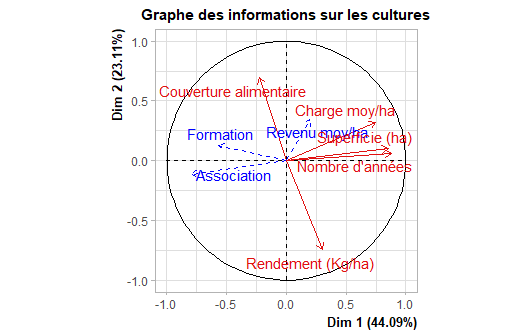 Graphe des informations sur les cultures
Dim 2 (23.11%)
1.0
0.5
0.0
-0.5
-1.0
Couverture alimentaire
Charge moy/ha
Formation
Revenu moy/ha
Superficie (ha)
Nombre d'années
Association
Rendement (Kg/ha)
-1.0 -0.5 0.0 0.5 1.0
Dim 1 (44.09%)